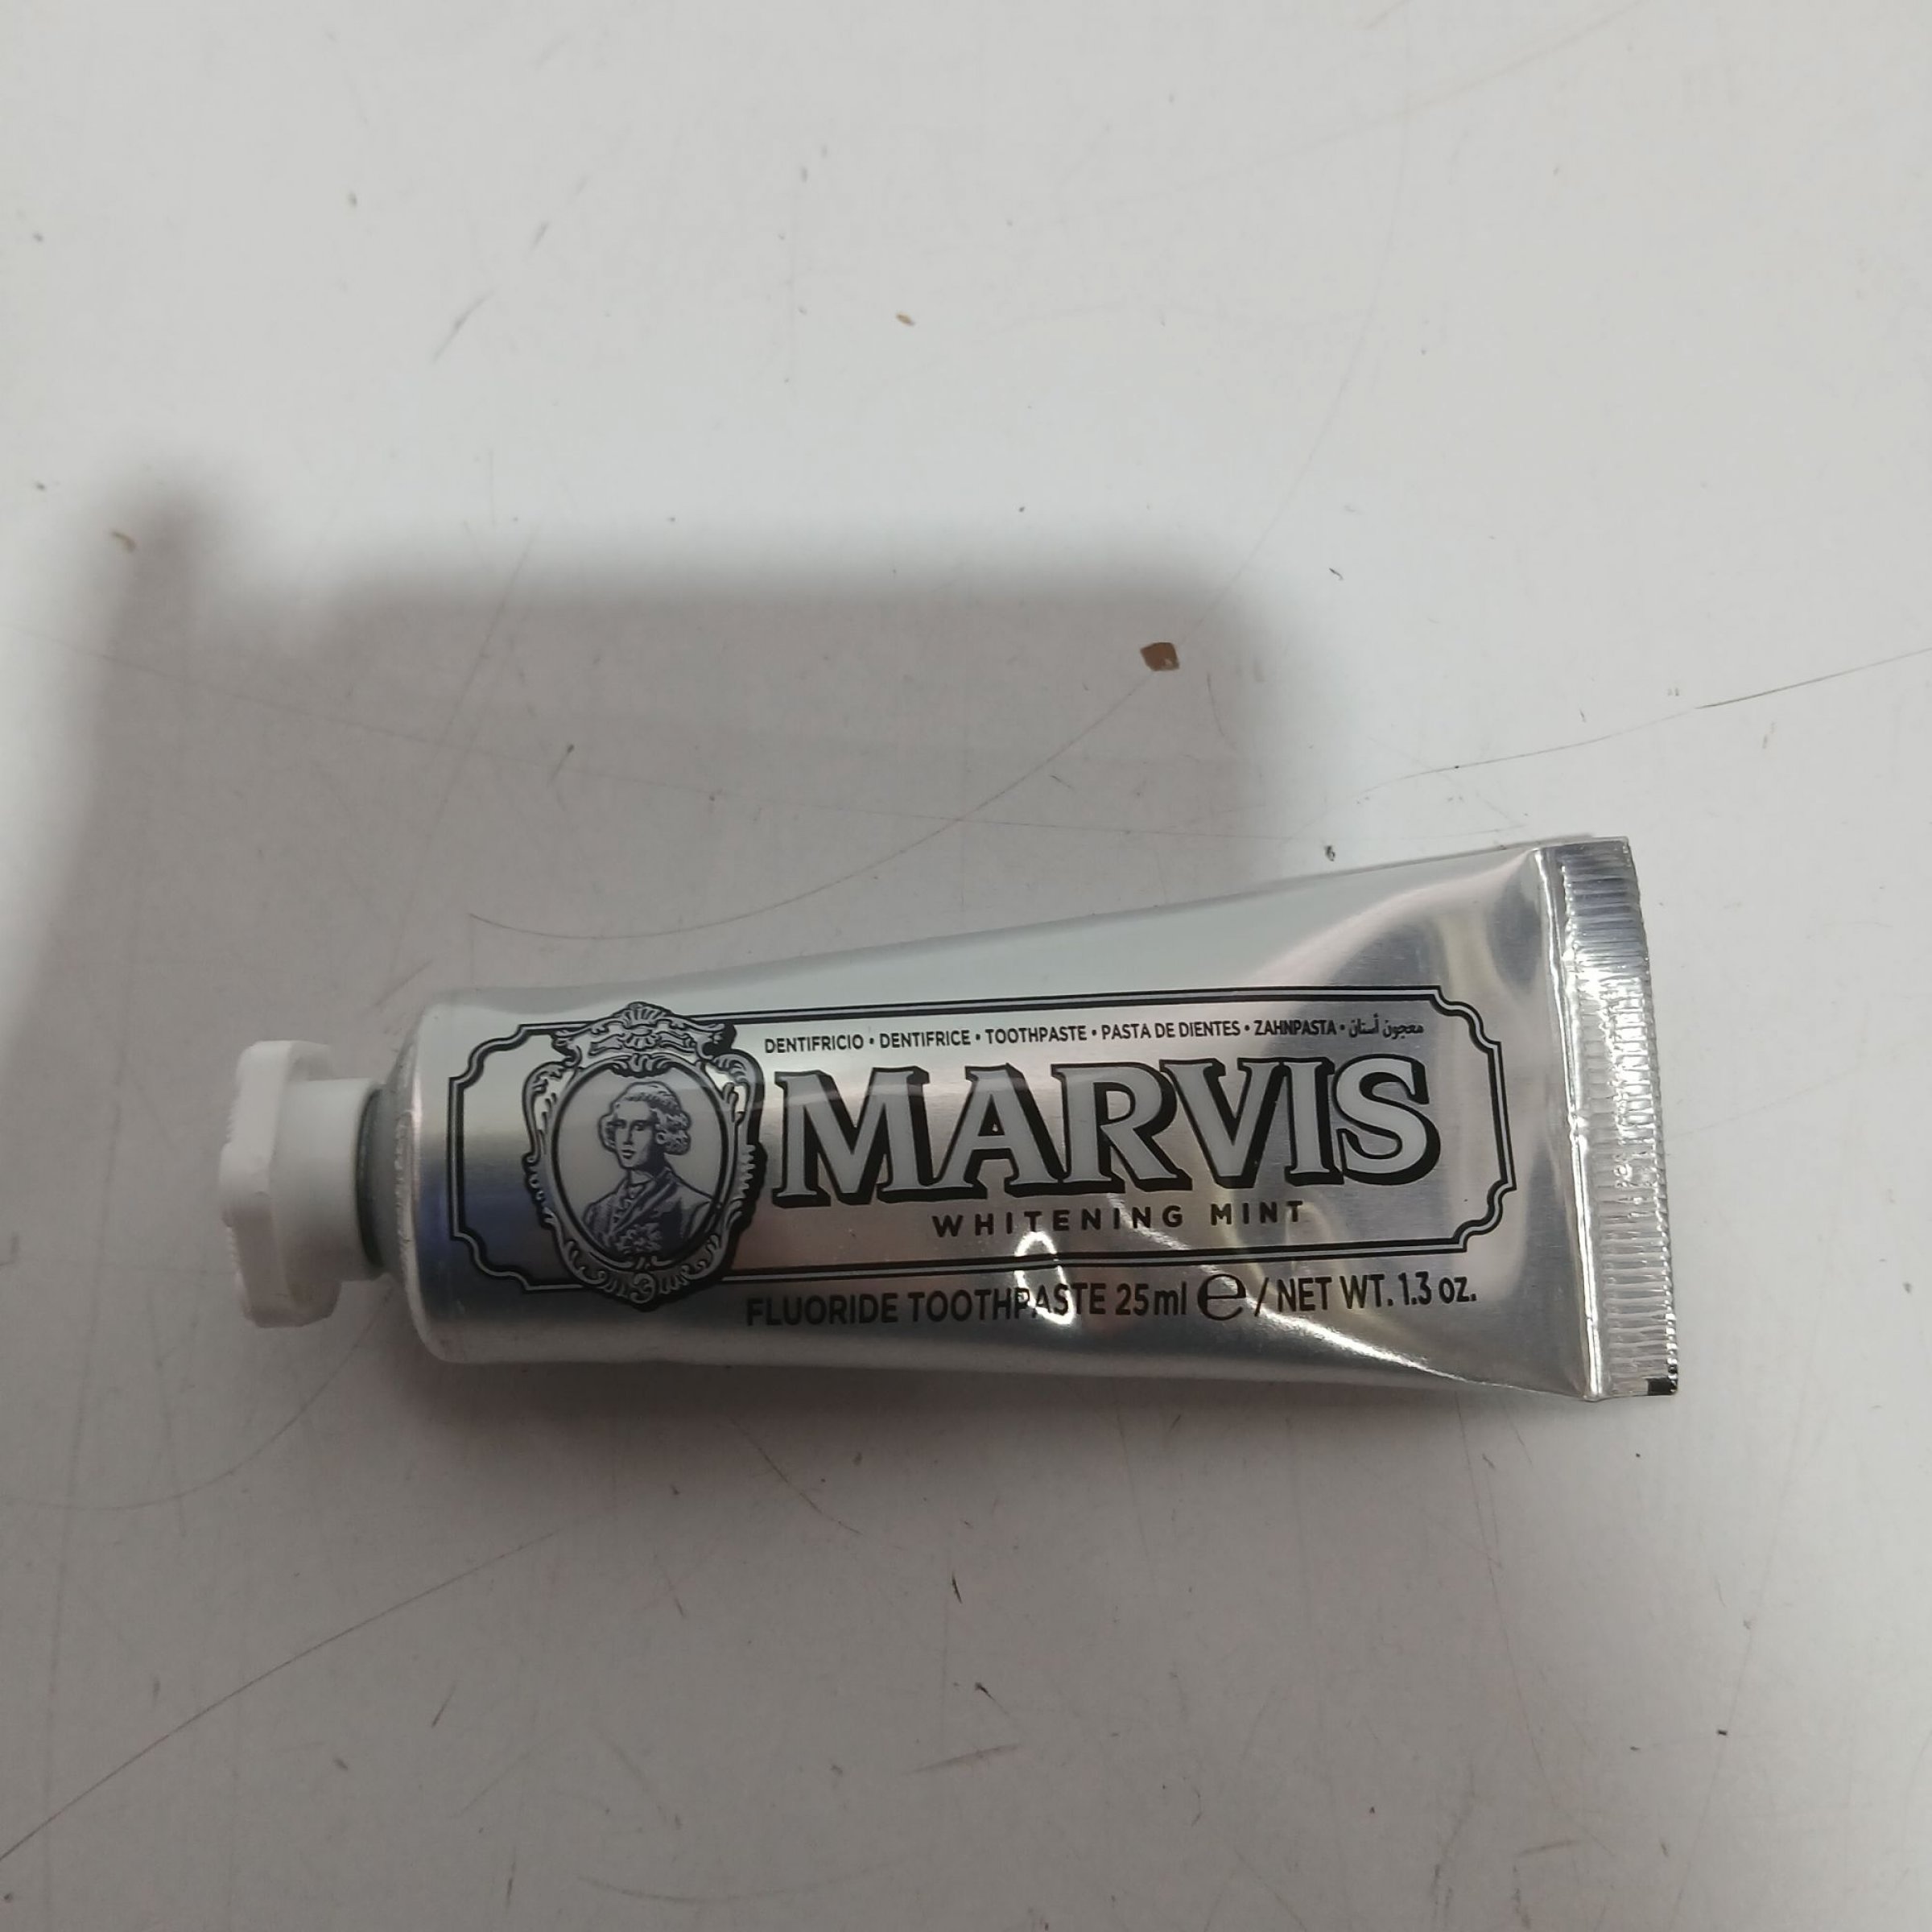 DENTIFRICIO • DENTIFRICE • TOOTHPASTE • PASTA DE DIENTES • ZAHNPASTA • معجون أسنان
MARVIS
WHITENING MINT
FLUORIDE TOOTHPASTE 25ml ℮ / NET WT. 1.3 oz.